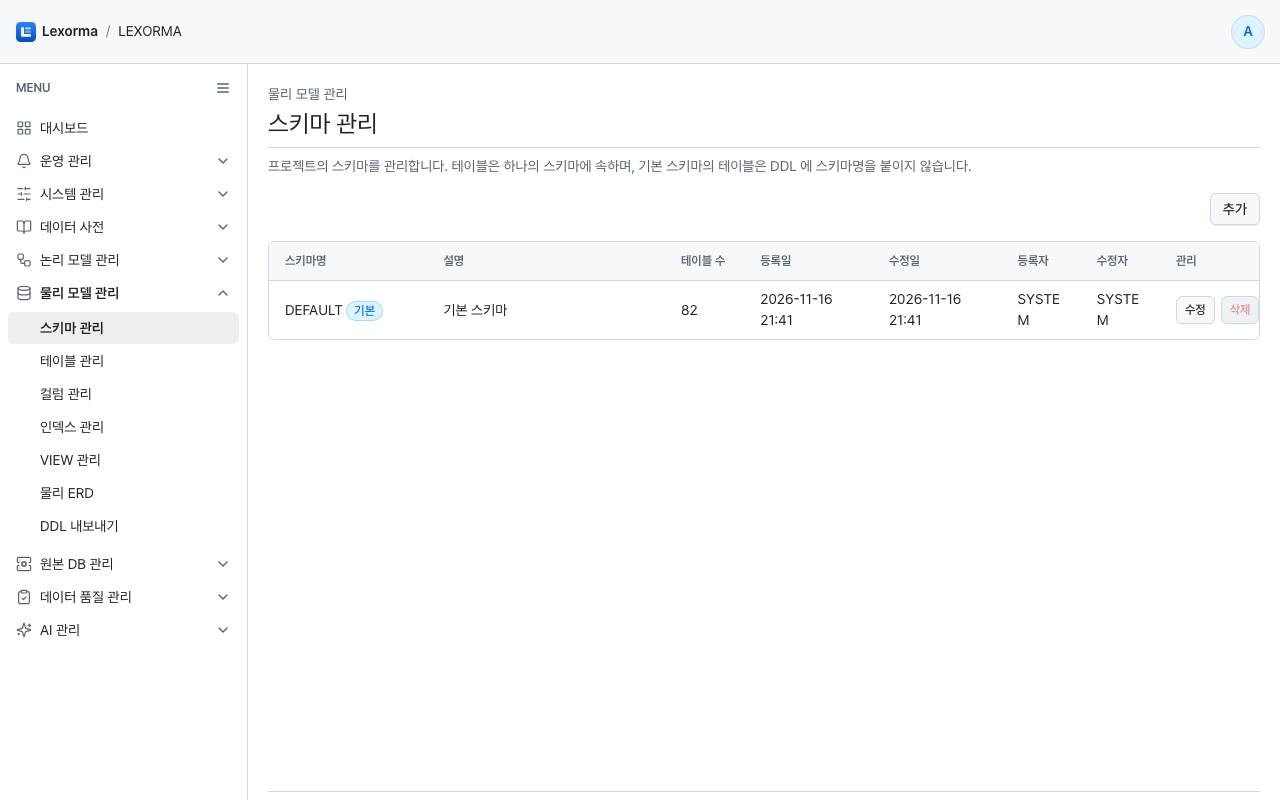 Lexorma / LEXORMA
A
MENU
대시보드
운영 관리
시스템 관리
데이터 사전
논리 모델 관리
물리 모델 관리
스키마 관리
테이블 관리
컬럼 관리
인덱스 관리
VIEW 관리
물리 ERD
DDL 내보내기
원본 DB 관리
데이터 품질 관리
AI 관리
물리 모델 관리
스키마 관리
프로젝트의 스키마를 관리합니다. 테이블은 하나의 스키마에 속하며, 기본 스키마의 테이블은 DDL 에 스키마명을 붙이지 않습니다.
추가
스키마명 설명 테이블 수 등록일 수정일 등록자 수정자 관리
DEFAULT 기본 기본 스키마 82 2026-11-16 21:41 2026-11-16 21:41 SYSTEM SYSTEM 수정 삭제